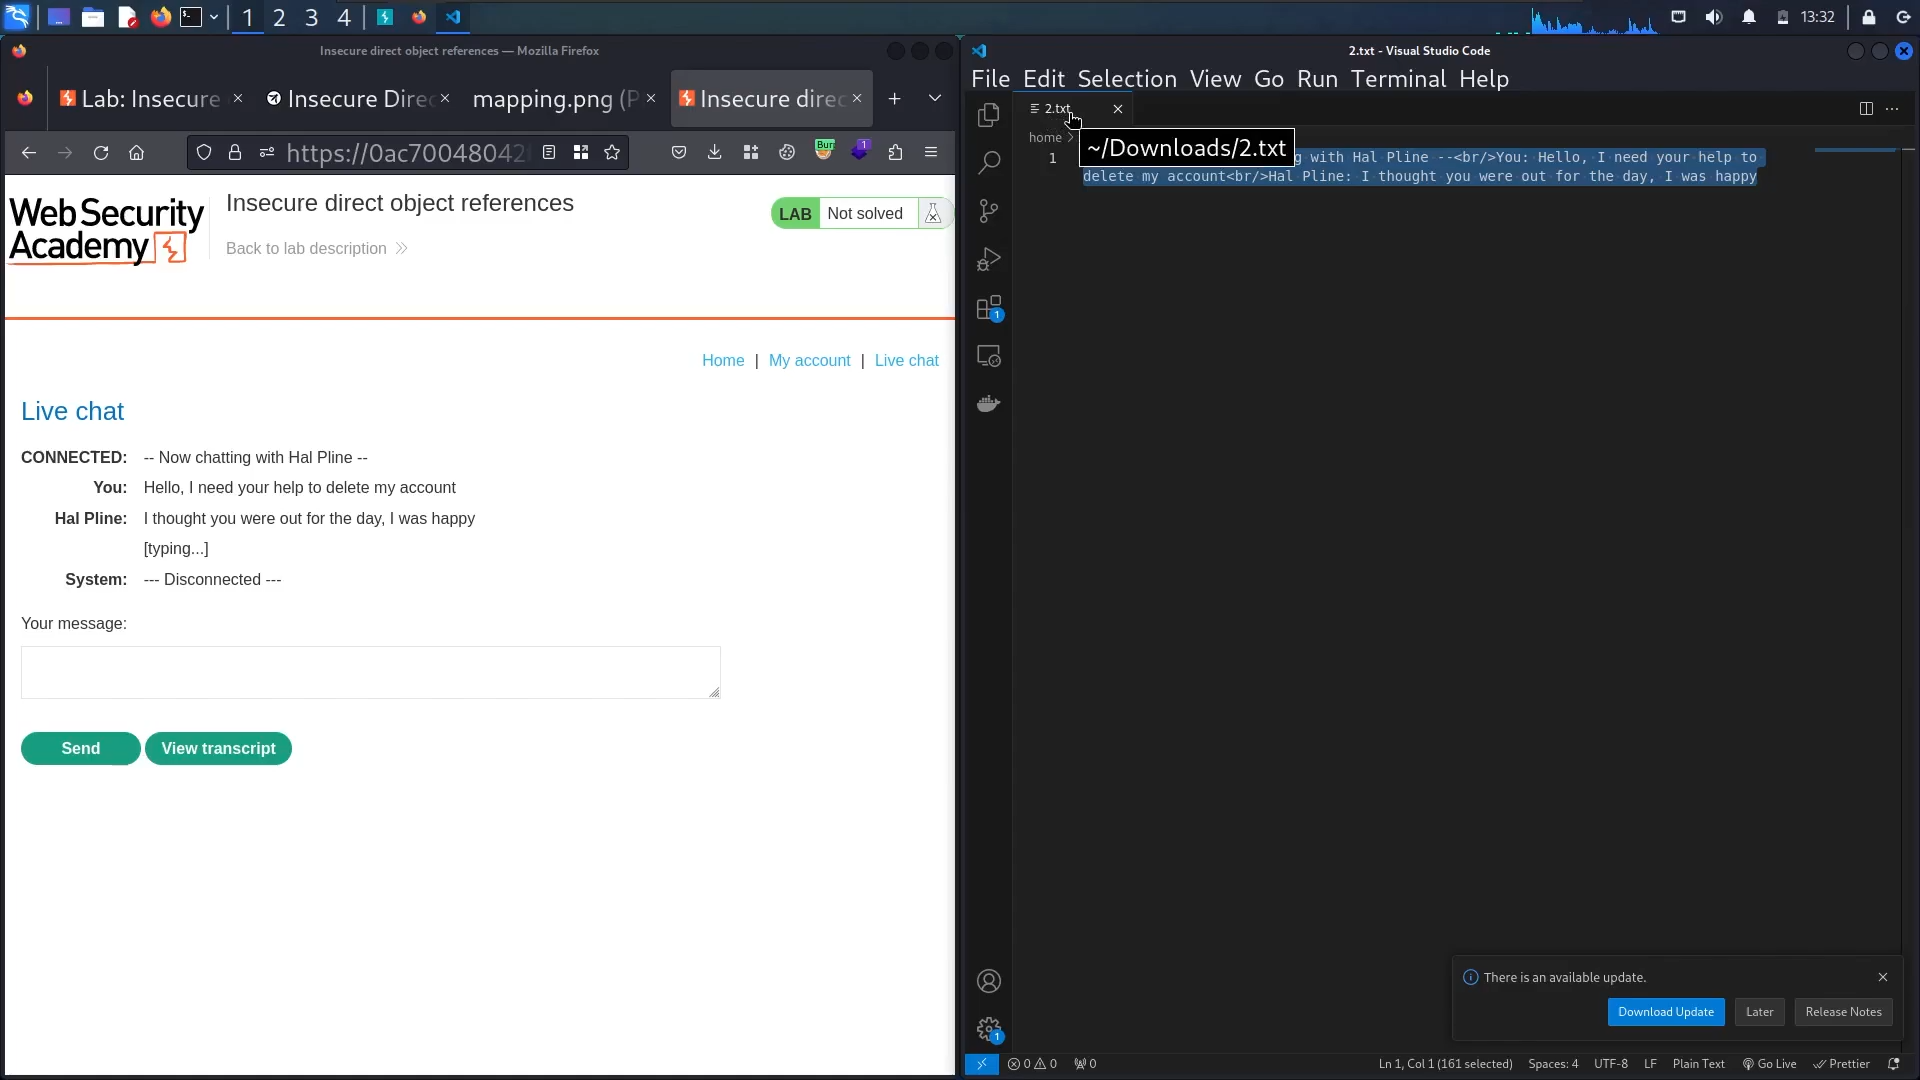 1 2 3 4
13:32
Insecure direct object references — Mozilla Firefox
Lab: Insecure
Insecure Direc
mapping.png (P
Insecure direc
https://0ac70048042
Burp
1
Web Security
Academy
Insecure direct object references
Back to lab description
LAB Not solved
Home | My account | Live chat
Live chat
CONNECTED: -- Now chatting with Hal Pline --
You: Hello, I need your help to delete my account
Hal Pline: I thought you were out for the day, I was happy
[typing...]
System: --- Disconnected ---
Your message:
Send View transcript
2.txt - Visual Studio Code
File Edit Selection View Go Run Terminal Help
2.txt
home >
~/Downloads/2.txt
1 g with Hal Pline --<br/>You: Hello, I need your help to
delete my account<br/>Hal Pline: I thought you were out for the day, I was happy
1
There is an available update.
Download Update Later Release Notes
1
0 0 0
Ln 1, Col 1 (161 selected) Spaces: 4 UTF-8 LF Plain Text Go Live Prettier